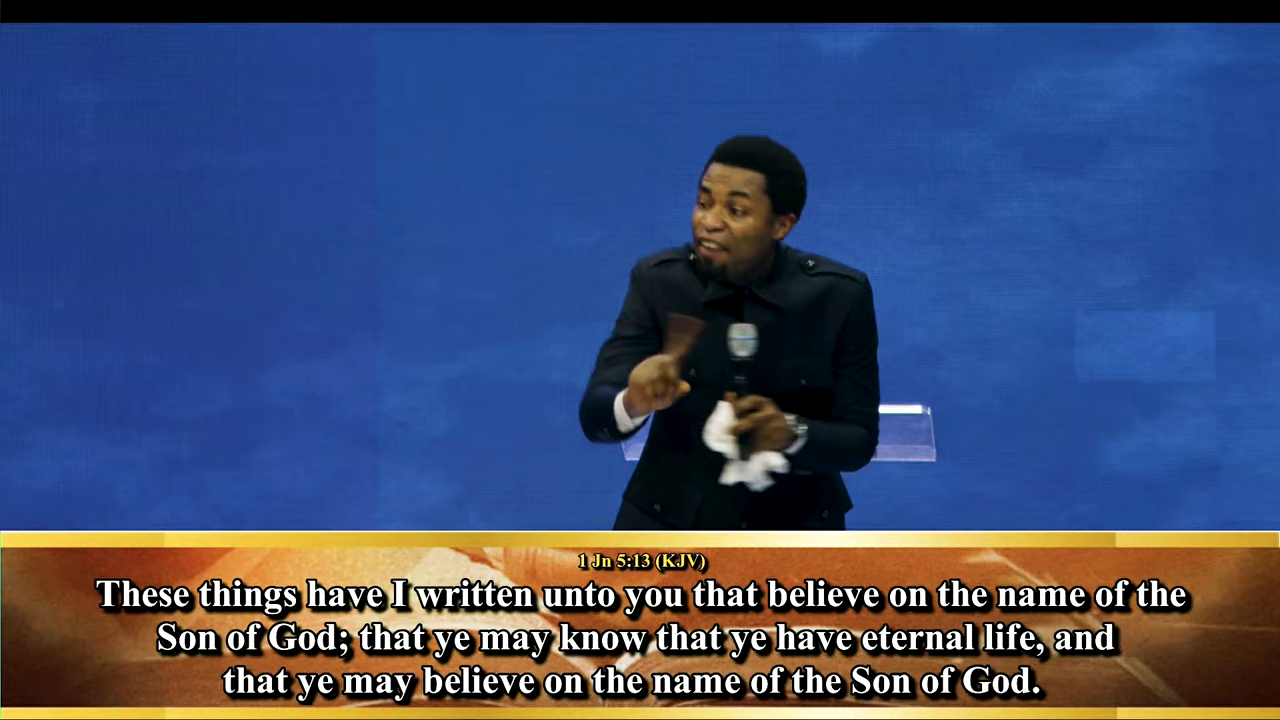 1 Jn 5:13 (KJV)
These things have I written unto you that believe on the name of the
Son of God; that ye may know that ye have eternal life, and
that ye may believe on the name of the Son of God.